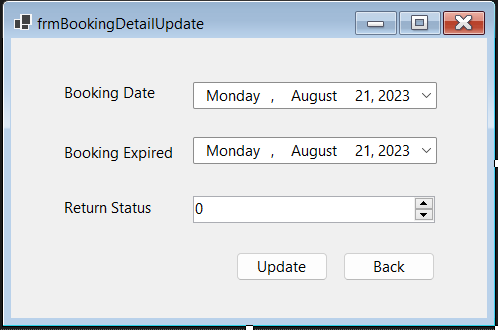 frmBookingDetailUpdate
Booking Date Monday , August 21, 2023
Booking Expired Monday , August 21, 2023
Return Status 0
Update Back